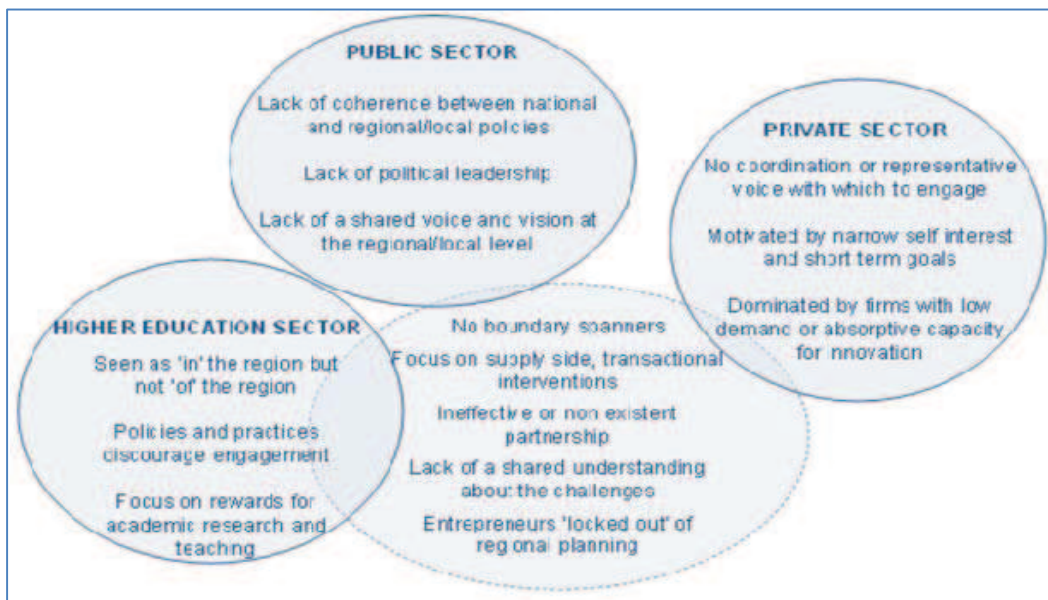 PUBLIC SECTOR
Lack of coherence between national
and regional/local policies
Lack of political leadership
Lack of a shared voice and vision at
the regional/local level
PRIVATE SECTOR
No coordination or representative
voice with which to engage
Motivated by narrow self interest
and short term goals
Dominated by firms with low
demand or absorptive capacity
for innovation
HIGHER EDUCATION SECTOR
Seen as 'in' the region but
not 'of the region
Policies and practices
discourage engagement
Focus on rewards for
academic research and
teaching
No boundary spanners
Focus on supply side, transactional
interventions
Ineffective or non existent
partnership
Lack of a shared understanding
about the challenges
Entrepreneurs 'locked out' of
regional planning